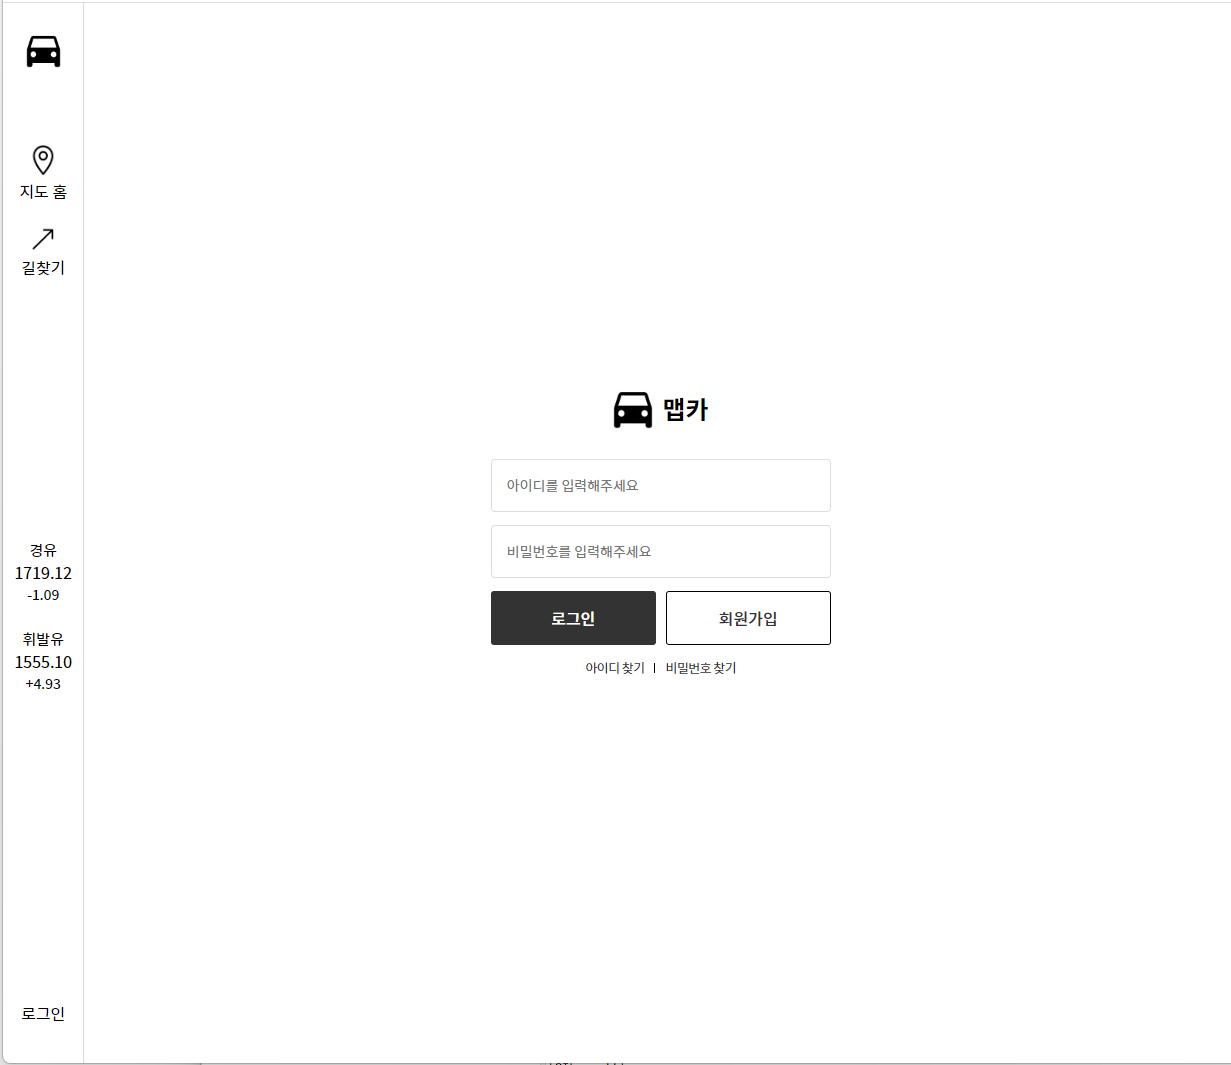 지도 홈
길찾기
경유
1719.12
-1.09
휘발유
1555.10
+4.93
로그인
맵카
아이디를 입력해주세요
비밀번호를 입력해주세요
로그인 회원가입
아이디 찾기 | 비밀번호 찾기